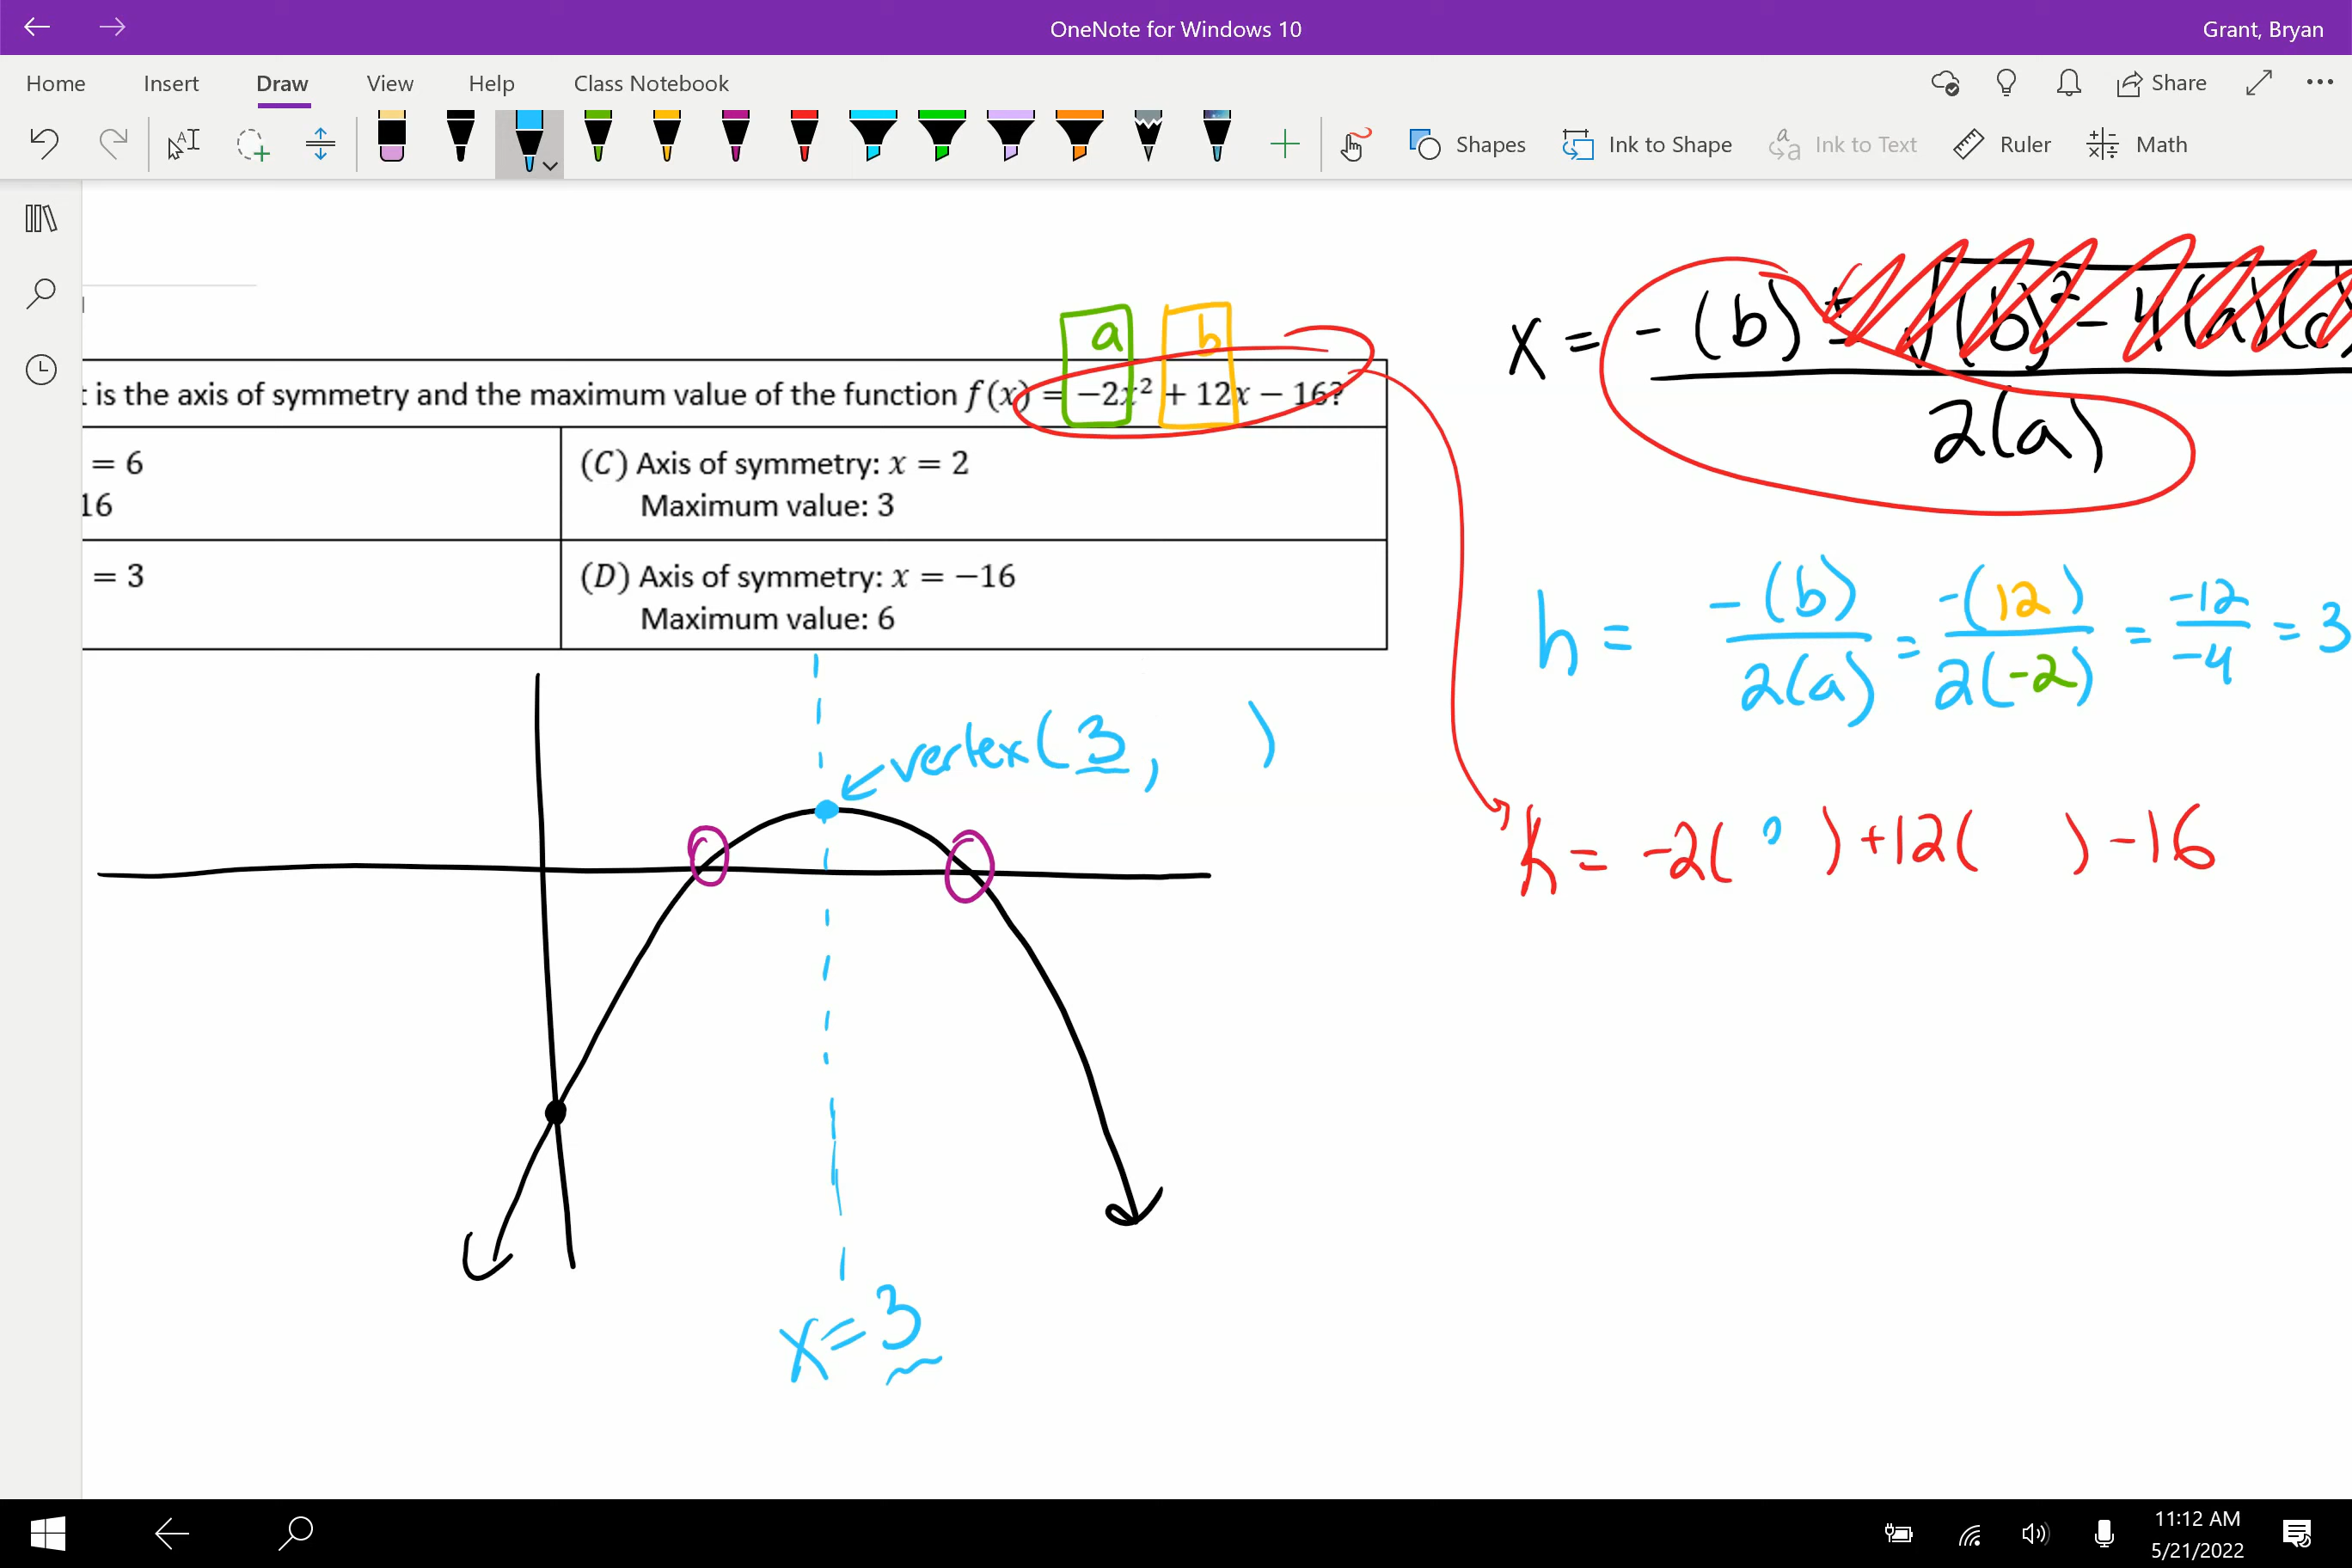 OneNote for Windows 10
Grant, Bryan
Home Insert Draw View Help Class Notebook
Share
Shapes Ink to Shape Ink to Text Ruler Math
x = -(b) ± √(b)² - 4(a)(c)
2(a)
a b
t is the axis of symmetry and the maximum value of the function f(x) = −2x² + 12x − 16?
= 6
16
(C) Axis of symmetry: x = 2
Maximum value: 3
= 3
(D) Axis of symmetry: x = −16
Maximum value: 6
h = -(b)/2(a) = -(12)/2(-2) = -12/-4 = 3
vertex(3, )
k = -2( ) +12( ) -16
x=3
11:12 AM
5/21/2022